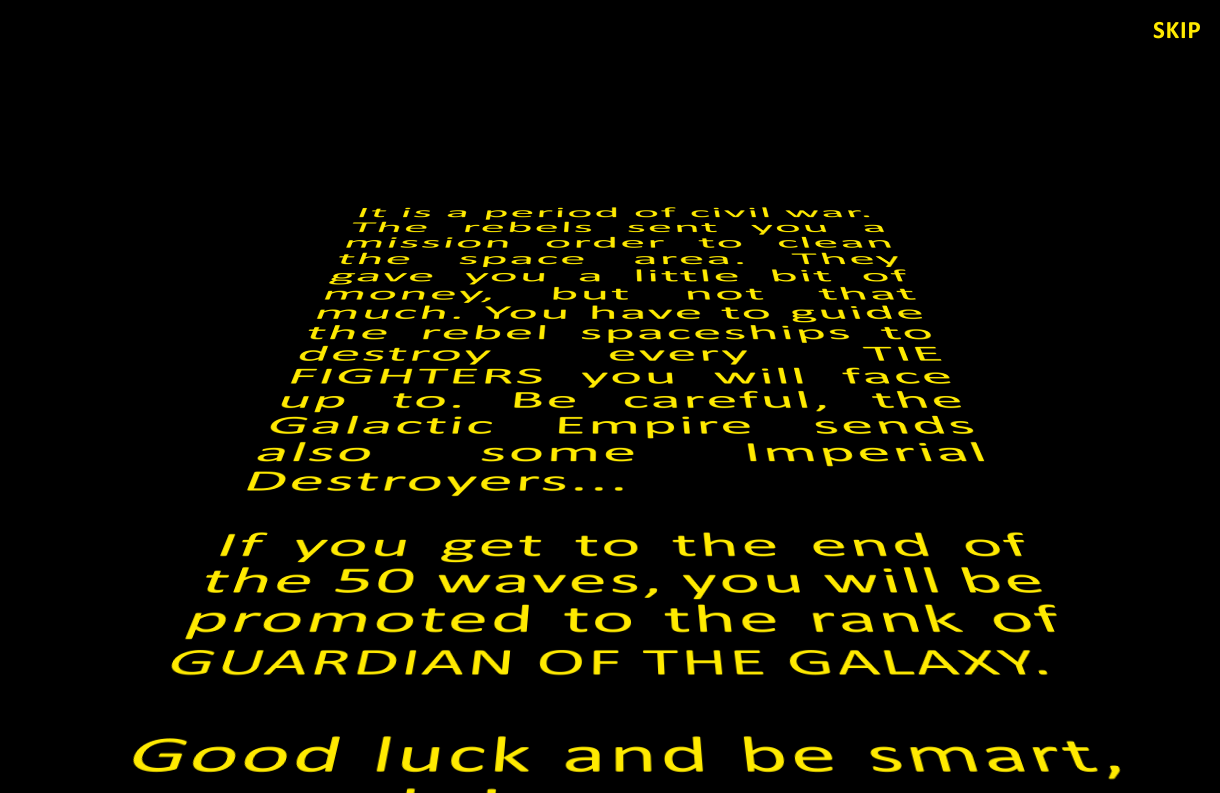 SKIP
It is a period of civil war.
The rebels sent you a
mission order to clean
the space area. They
gave you a little bit of
money, but not that
much. You have to guide
the rebel spaceships to
destroy every TIE
FIGHTERS you will face
up to. Be careful, the
Galactic Empire sends
also some Imperial
Destroyers...
If you get to the end of
the 50 waves, you will be
promoted to the rank of
GUARDIAN OF THE GALAXY.
Good luck and be smart,